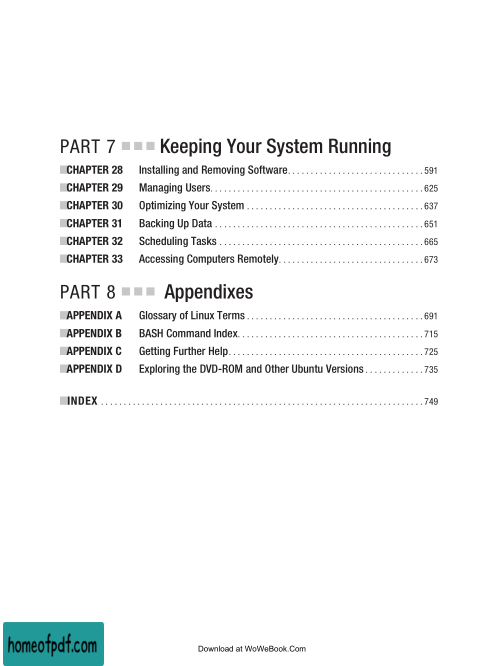 PART 7 ■ ■ ■ Keeping Your System Running
■CHAPTER 28 Installing and Removing Software. . . . . . . . . . . . . . . . . . . . . . . . . . . . . 591
■CHAPTER 29 Managing Users. . . . . . . . . . . . . . . . . . . . . . . . . . . . . . . . . . . . . . . . . . . . . . 625
■CHAPTER 30 Optimizing Your System . . . . . . . . . . . . . . . . . . . . . . . . . . . . . . . . . . . . . . 637
■CHAPTER 31 Backing Up Data . . . . . . . . . . . . . . . . . . . . . . . . . . . . . . . . . . . . . . . . . . . . . 651
■CHAPTER 32 Scheduling Tasks . . . . . . . . . . . . . . . . . . . . . . . . . . . . . . . . . . . . . . . . . . . . 665
■CHAPTER 33 Accessing Computers Remotely. . . . . . . . . . . . . . . . . . . . . . . . . . . . . . . 673
PART 8 ■ ■ ■ Appendixes
■APPENDIX A Glossary of Linux Terms . . . . . . . . . . . . . . . . . . . . . . . . . . . . . . . . . . . . . . 691
■APPENDIX B BASH Command Index. . . . . . . . . . . . . . . . . . . . . . . . . . . . . . . . . . . . . . . . 715
■APPENDIX C Getting Further Help. . . . . . . . . . . . . . . . . . . . . . . . . . . . . . . . . . . . . . . . . . 725
■APPENDIX D Exploring the DVD-ROM and Other Ubuntu Versions . . . . . . . . . . . . . 735
■INDEX . . . . . . . . . . . . . . . . . . . . . . . . . . . . . . . . . . . . . . . . . . . . . . . . . . . . . . . . . . . . . . . . . . . . . . 749
homeofpdf.com
Download at WoWeBook.Com